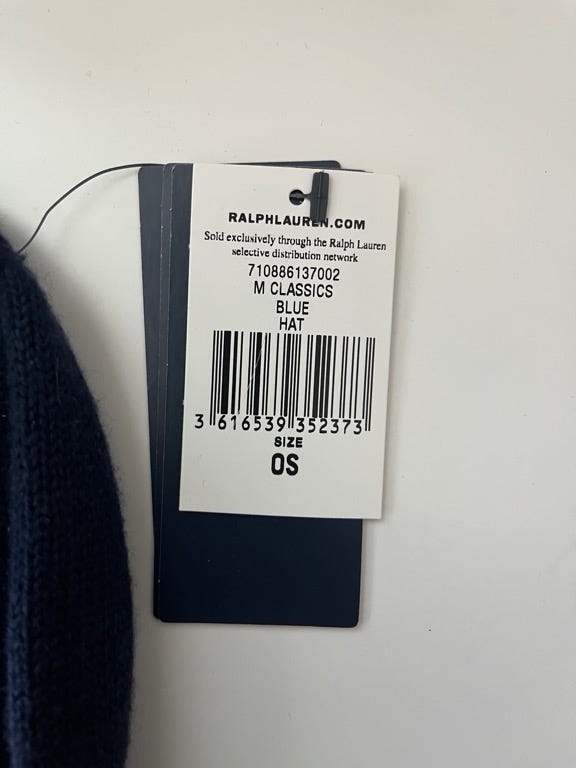 RALPHLAUREN.COM
Sold exclusively through the Ralph Lauren
selective distribution network
710886137002
M CLASSICS
BLUE
HAT
3 616539 352373
SIZE
OS